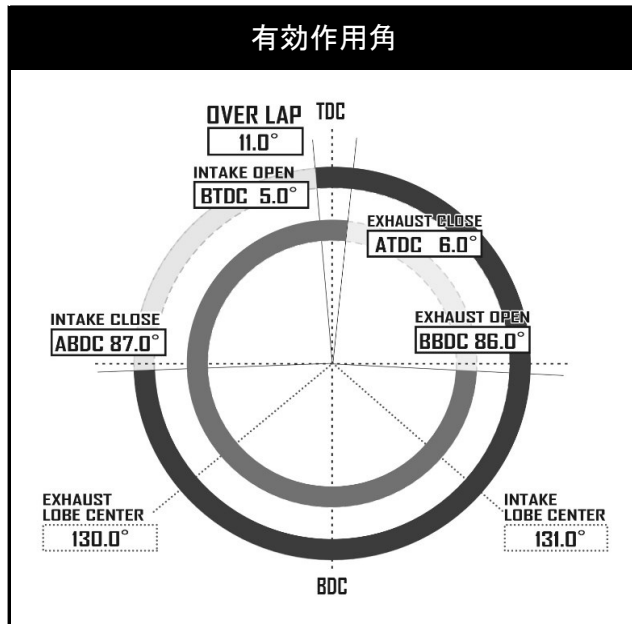 有効作用角
TDC
OVER LAP
11.0°
INTAKE OPEN
BTDC 5.0°
EXHAUST CLOSE
ATDC 6.0°
INTAKE CLOSE
ABDC 87.0°
EXHAUST OPEN
BBDC 86.0°
EXHAUST
LOBE CENTER
130.0°
INTAKE
LOBE CENTER
131.0°
BDC